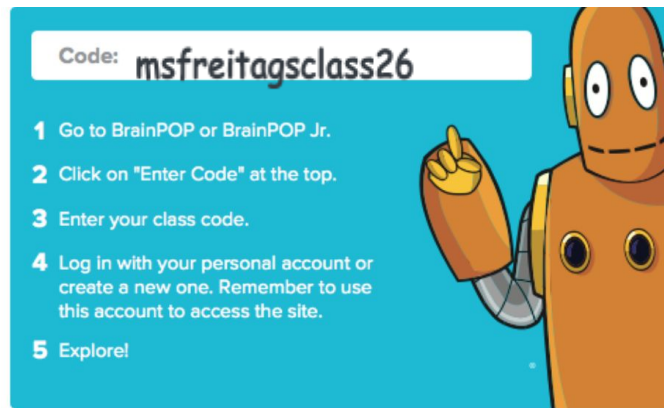 Code: msfreitagsclass26
1 Go to BrainPOP or BrainPOP Jr.
2 Click on "Enter Code" at the top.
3 Enter your class code.
4 Log in with your personal account or
create a new one. Remember to use
this account to access the site.
5 Explore!